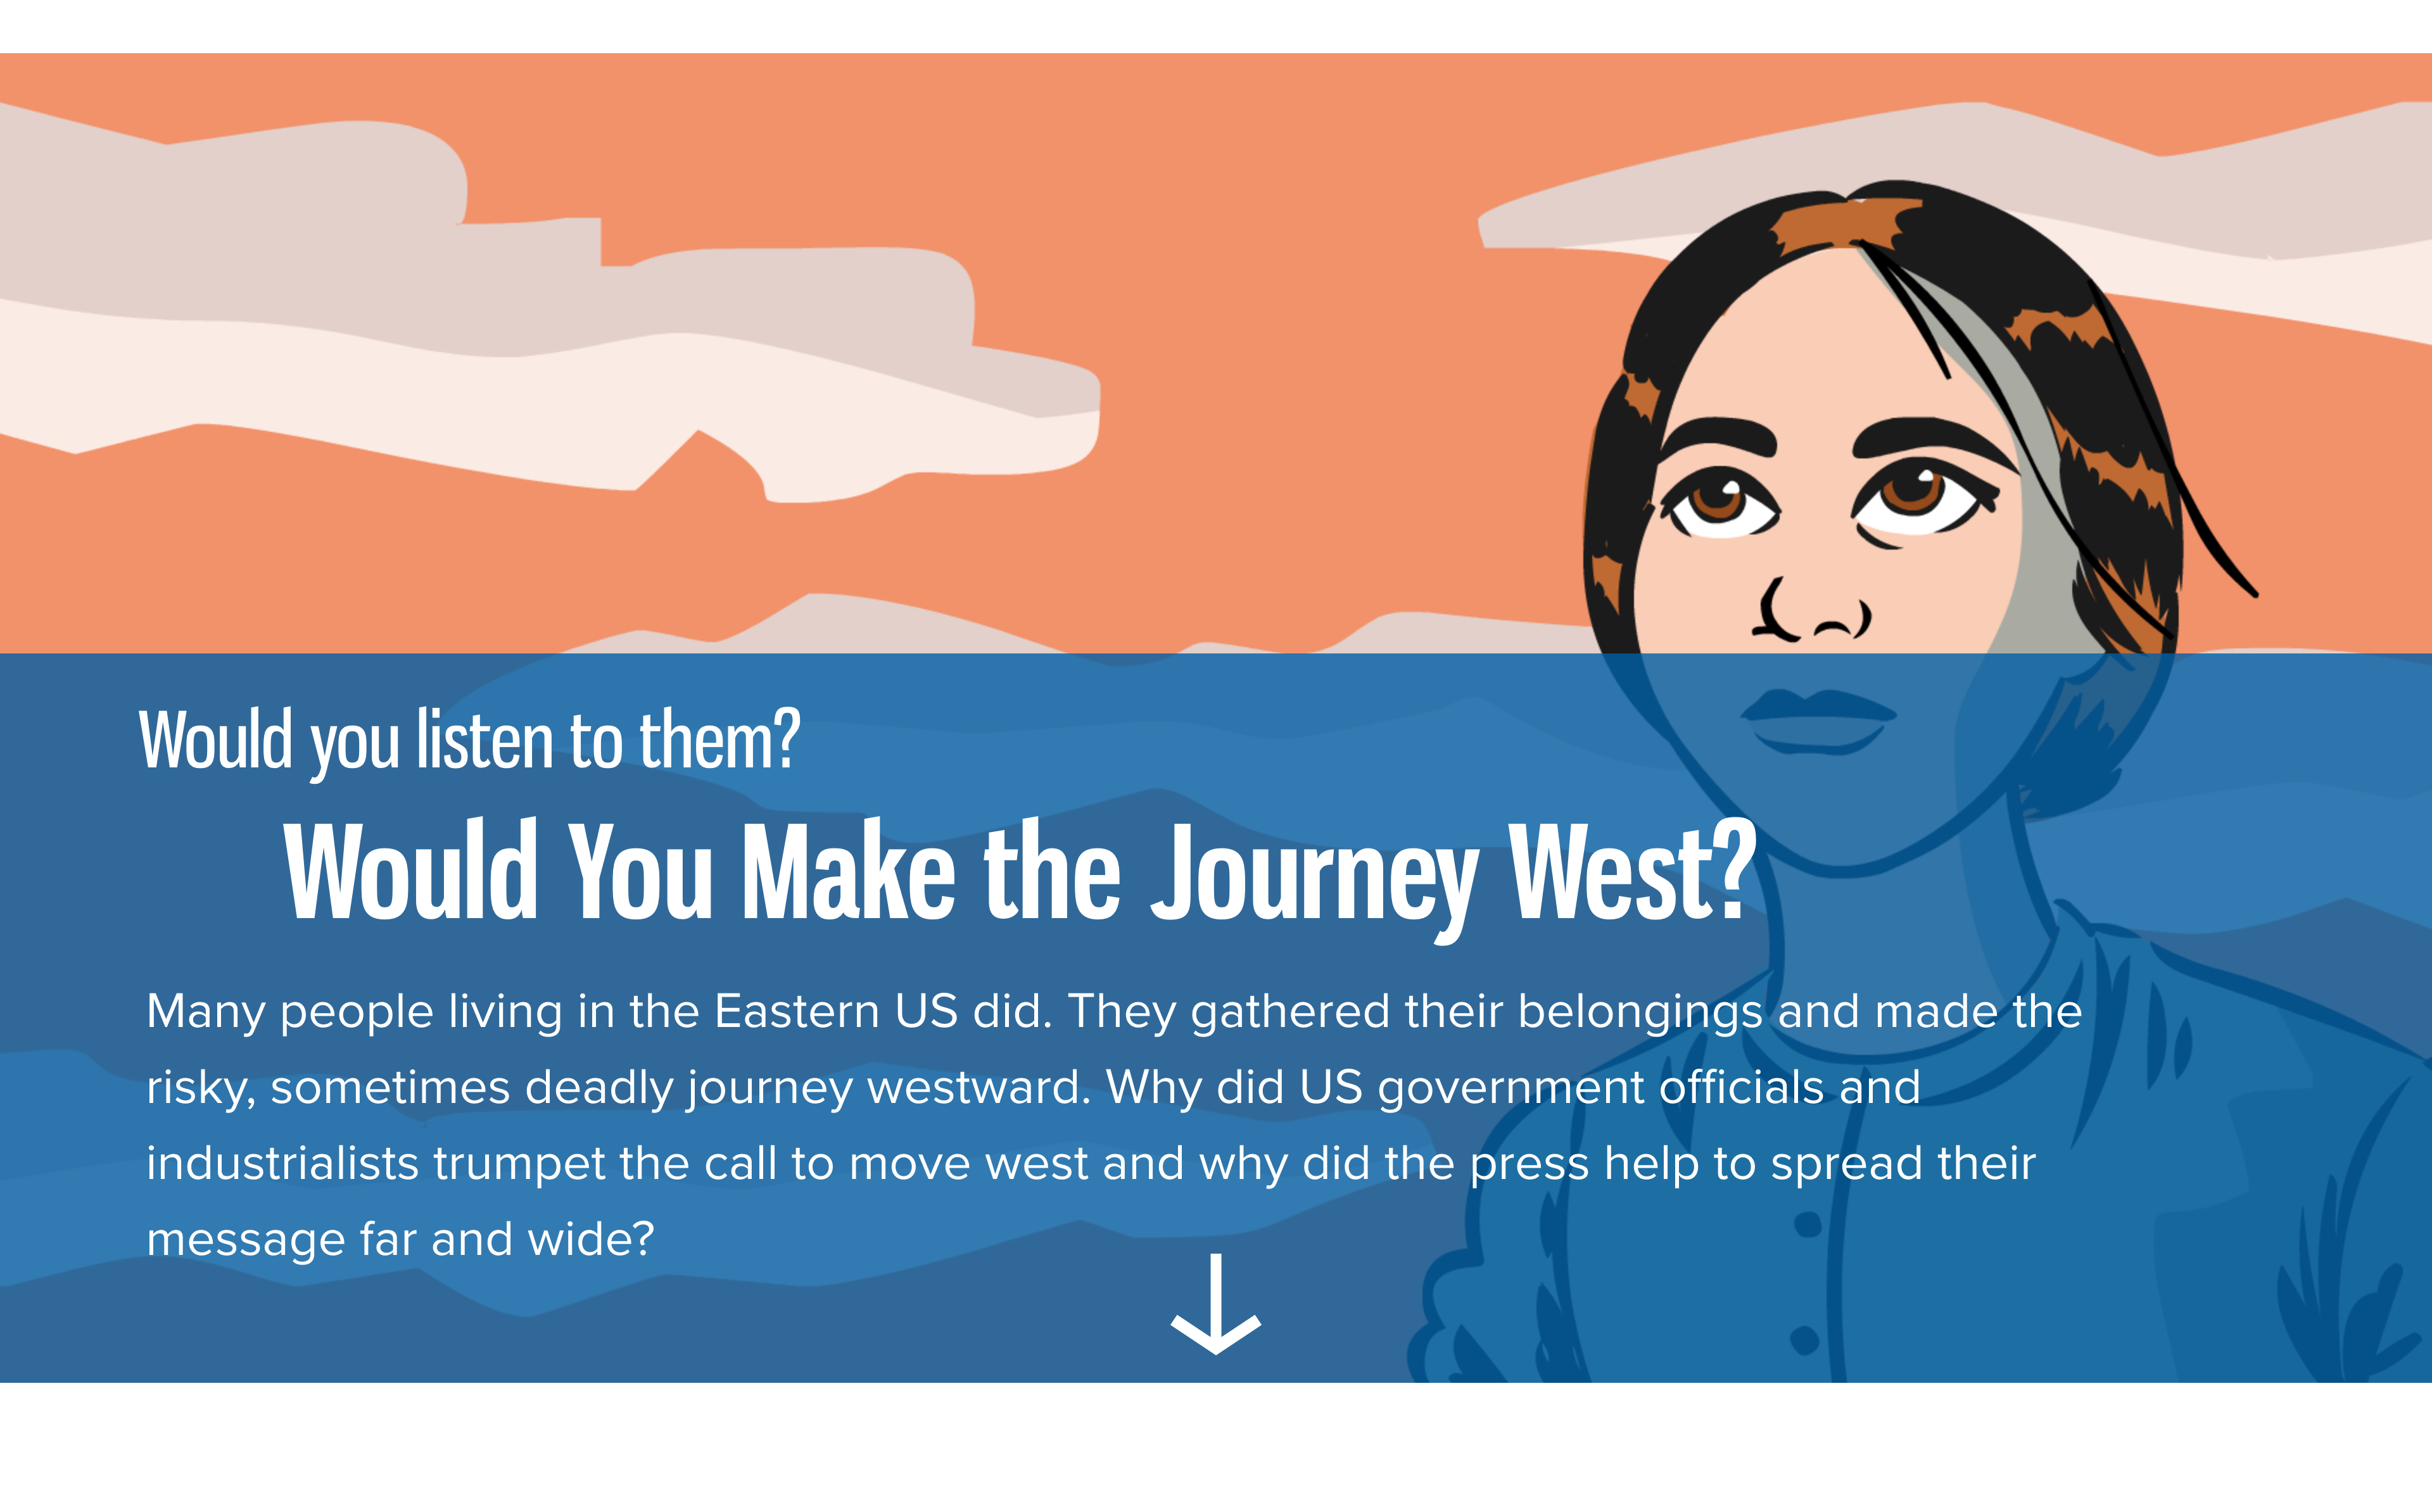 Would you listen to them?
Would You Make the Journey West?
Many people living in the Eastern US did. They gathered their belongings and made the
risky, sometimes deadly journey westward. Why did US government officials and
industrialists trumpet the call to move west and why did the press help to spread their
message far and wide?